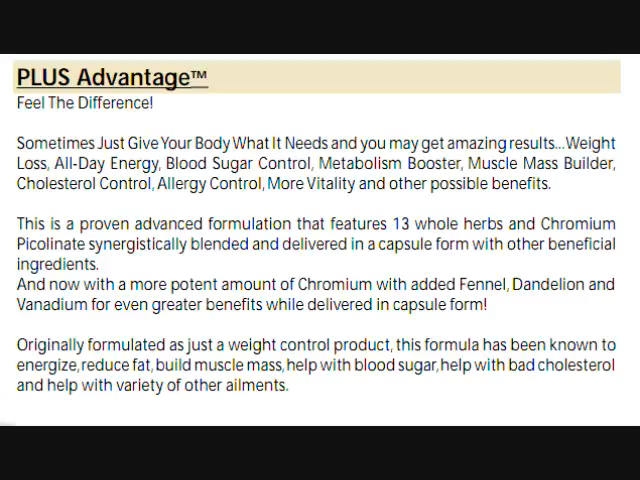 PLUS Advantage™
Feel The Difference!
Sometimes Just Give Your Body What It Needs and you may get amazing results...Weight
Loss, All-Day Energy, Blood Sugar Control, Metabolism Booster, Muscle Mass Builder,
Cholesterol Control, Allergy Control, More Vitality and other possible benefits.
This is a proven advanced formulation that features 13 whole herbs and Chromium
Picolinate synergistically blended and delivered in a capsule form with other beneficial
ingredients.
And now with a more potent amount of Chromium with added Fennel, Dandelion and
Vanadium for even greater benefits while delivered in capsule form!
Originally formulated as just a weight control product, this formula has been known to
energize, reduce fat, build muscle mass, help with blood sugar, help with bad cholesterol
and help with variety of other ailments.